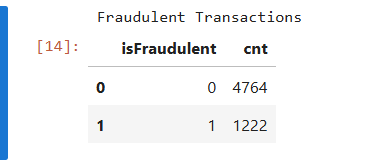 Fraudulent Transactions
[14]:
isFraudulent cnt
0 0 4764
1 1 1222